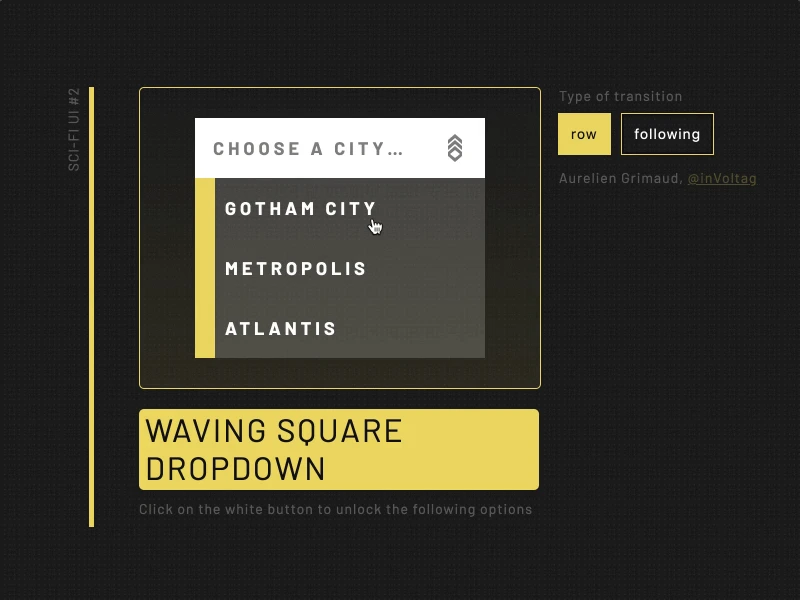 SCI-FI UI #2
CHOOSE A CITY...
GOTHAM CITY
METROPOLIS
ATLANTIS
WAVING SQUARE
DROPDOWN
Click on the white button to unlock the following options
Type of transition
row following
Aurelien Grimaud, @inVoltag